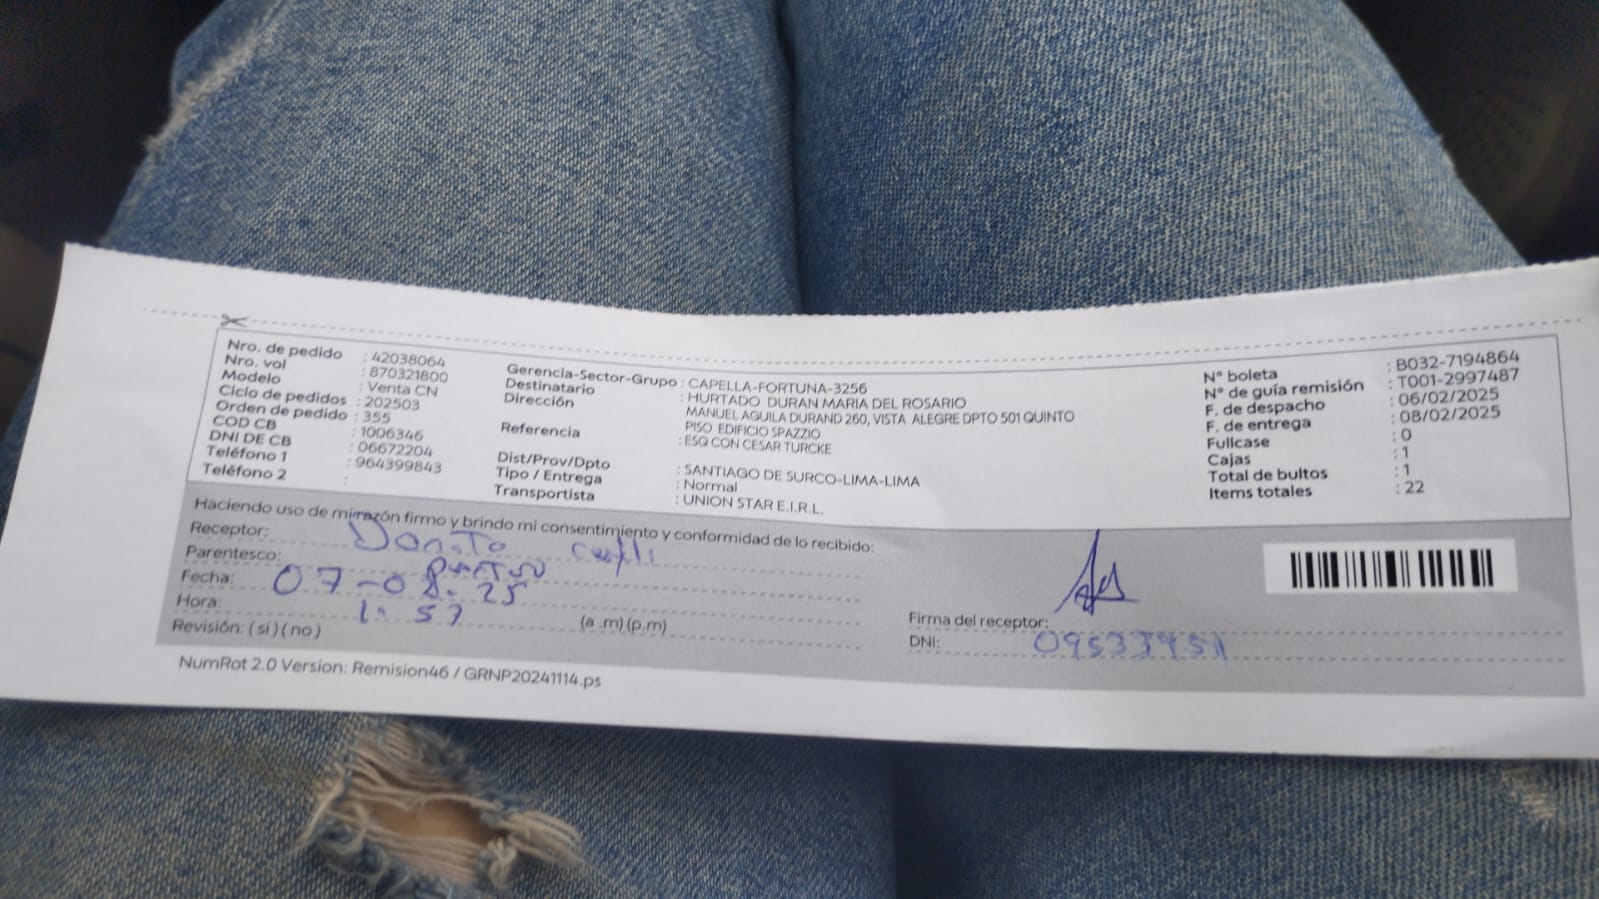 Nro. de pedido : 42038064
Nro. vol : 870321800
Modelo : Venta CN
Ciclo de pedidos : 202503
Orden de pedido : 355
COD CB : 1006346
DNI DE CB : 06672204
Teléfono 1 : 964399843
Teléfono 2 :
Gerencia-Sector-Grupo : CAPELLA-FORTUNA-3256
Destinatario : HURTADO DURAN MARIA DEL ROSARIO
Dirección MANUEL AGUILA DURAND 260, VISTA ALEGRE DPTO 501 QUINTO
PISO EDIFICIO SPAZZIO
Referencia : ESQ CON CESAR TURCKE
Dist/Prov/Dpto : SANTIAGO DE SURCO-LIMA-LIMA
Tipo / Entrega : Normal
Transportista : UNION STAR E.I.R.L.
N° boleta : B032-7194864
N° de guía remisión : T001-2997487
F. de despacho : 06/02/2025
F. de entrega : 08/02/2025
Fullcase : 0
Cajas : 1
Total de bultos : 1
Items totales : 22
Haciendo uso de mi razón firmo y brindo mi consentimiento y conformidad de lo recibido:
Receptor: Donato
Parentesco:
Fecha: 07-08.25
Hora: 1:57 (a .m) (p.m)
Revisión: ( si ) ( no )
Firma del receptor:
DNI:
NumRot 2.0 Version: Remision46 / GRNP20241114.ps